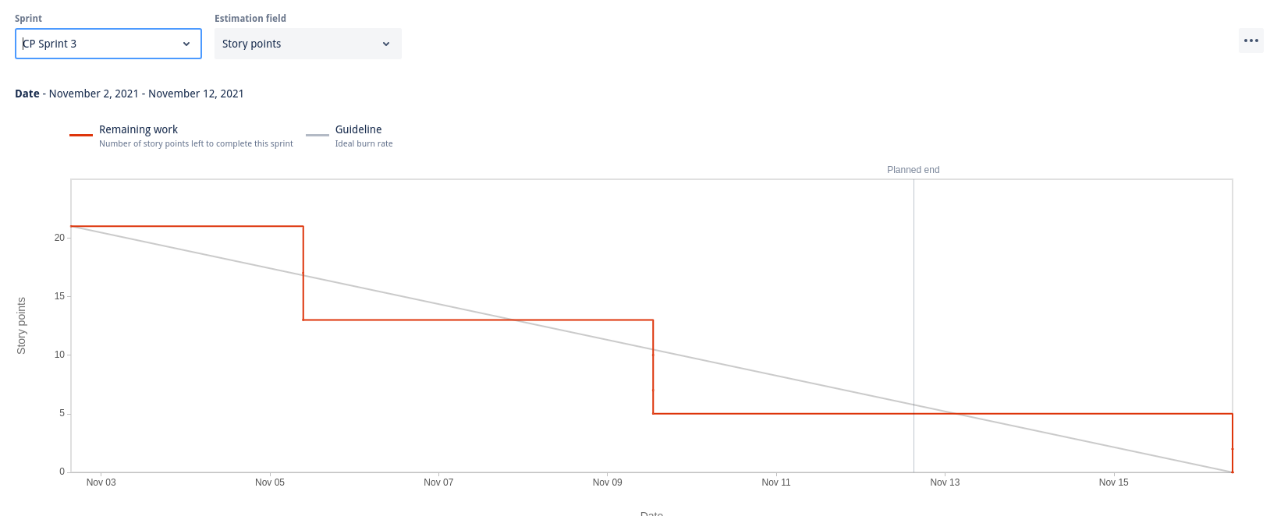 Sprint
Estimation field
CP Sprint 3
Story points
Date - November 2, 2021 - November 12, 2021
Remaining work
Number of story points left to complete this sprint
Guideline
Ideal burn rate
Planned end
Story points
20
15
10
5
0
Nov 03
Nov 05
Nov 07
Nov 09
Nov 11
Nov 13
Nov 15
Date